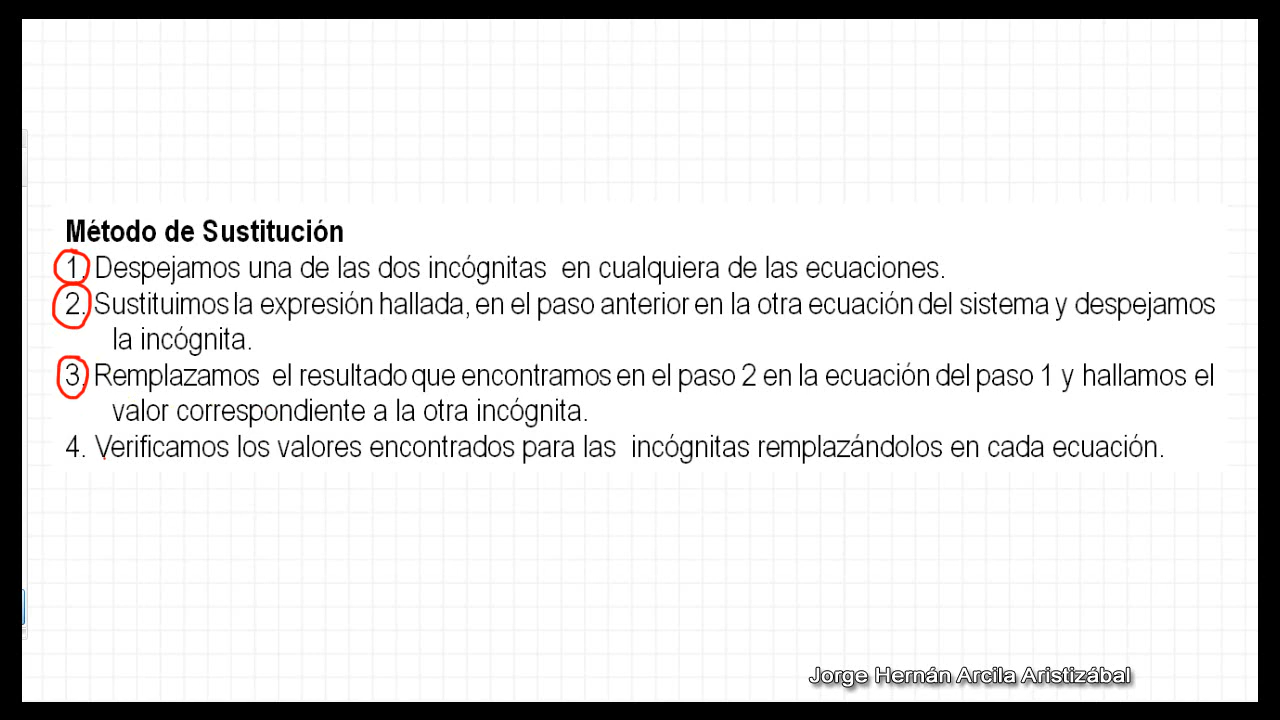 Método de Sustitución
1. Despejamos una de las dos incógnitas en cualquiera de las ecuaciones.
2. Sustituimos la expresión hallada, en el paso anterior en la otra ecuación del sistema y despejamos
la incógnita.
3. Remplazamos el resultado que encontramos en el paso 2 en la ecuación del paso 1 y hallamos el
valor correspondiente a la otra incógnita.
4. Verificamos los valores encontrados para las incógnitas remplazándolos en cada ecuación.
Jorge Hernán Arcila Aristizábal